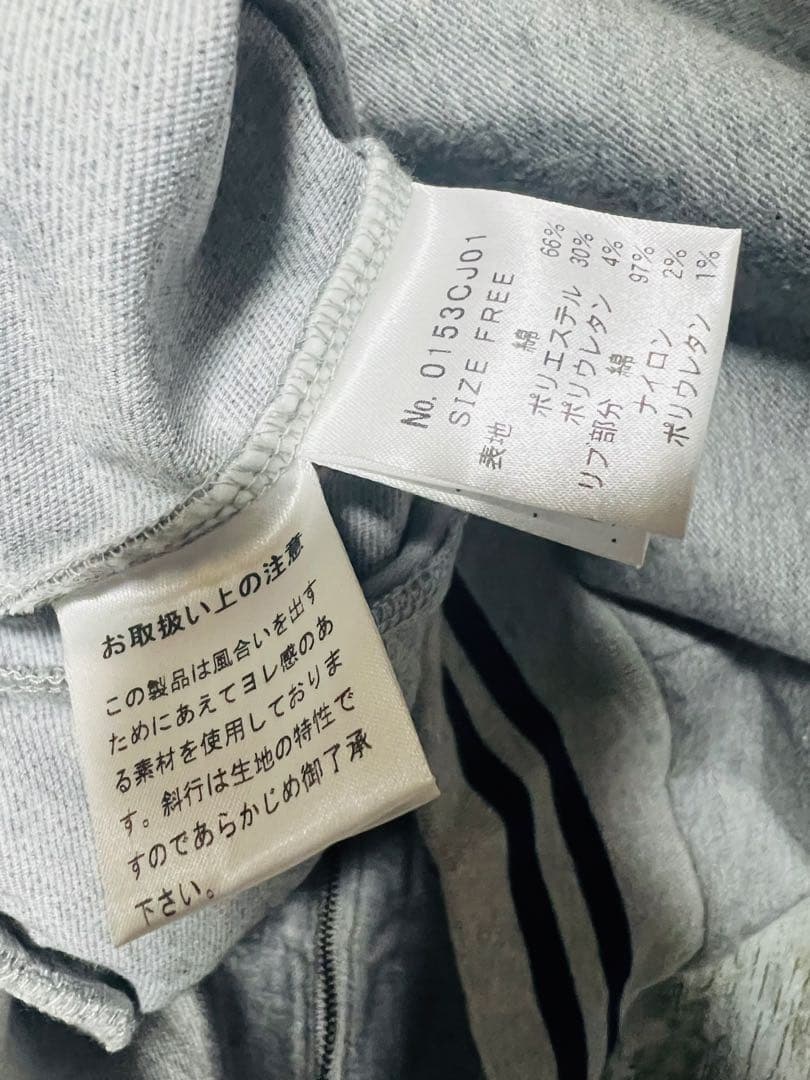 No. 0153CJ01
SIZE FREE
表地 綿 66%
ポリエステル 30%
ポリウレタン 4%
リブ部分 綿 97%
ナイロン 2%
ポリウレタン 1%
お取扱い上の注意
この製品は風合いを出す
ためにあえてヨレ感のあ
る素材を使用しておりま
す。斜行は生地の特性で
すのであらかじめ御了承
下さい。